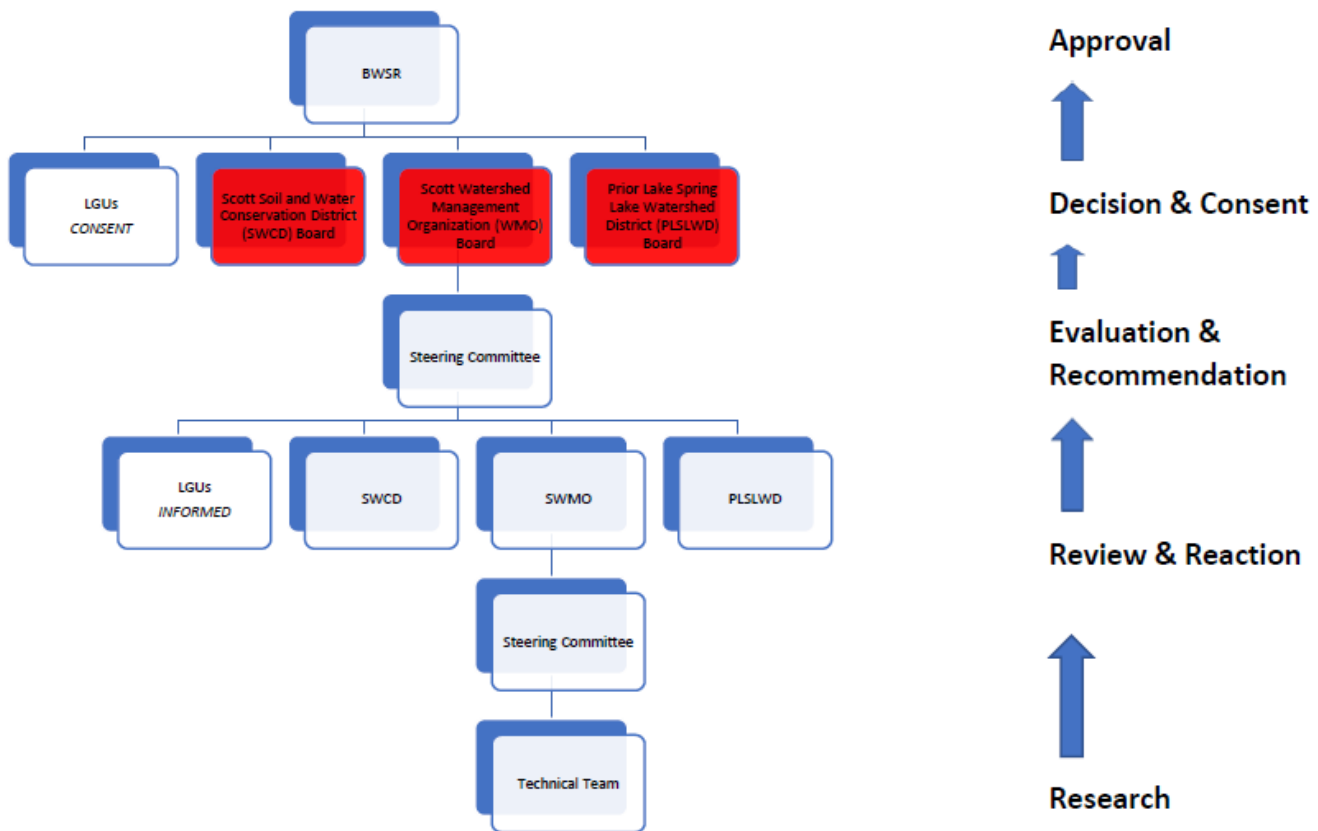 Approval
BWSR
LGUs
CONSENT
Scott Soil and Water
Conservation District
(SWCD) Board
Scott Watershed
Management
Organization (WMO)
Board
Prior Lake Spring
Lake Watershed
District (PLSLWD)
Board
Decision & Consent
Steering Committee
Evaluation &
Recommendation
LGUs
INFORMED
SWCD
SWMO
PLSLWD
Review & Reaction
Steering Committee
Technical Team
Research